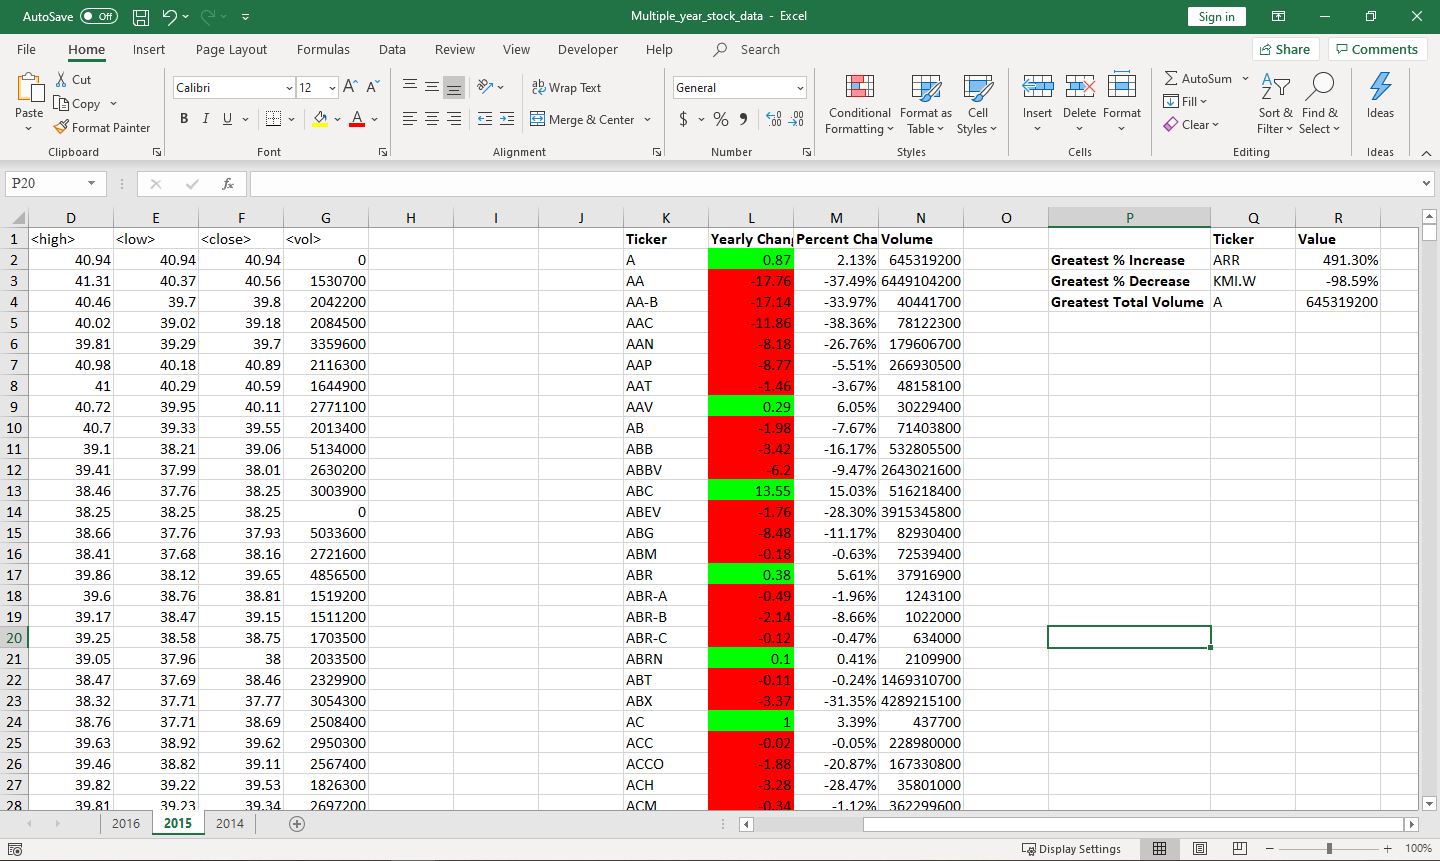 AutoSave Off Multiple_year_stock_data - Excel Sign in
File Home Insert Page Layout Formulas Data Review View Developer Help Search Share Comments
Paste Cut Copy Format Painter Clipboard
Calibri 12 A A B I U A Font
ab Wrap Text Merge & Center Alignment
General $ % Number
Conditional Formatting Format as Table Cell Styles Styles
Insert Delete Format Cells
AutoSum Fill Clear Sort & Filter Find & Select Editing
Ideas Ideas
P20 fx
D E F G H I J K L M N O P Q R
1 <high> <low> <close> <vol> Ticker Yearly Chan Percent Cha Volume Ticker Value
2 40.94 40.94 40.94 0 A 0.87 2.13% 645319200 Greatest % Increase ARR 491.30%
3 41.31 40.37 40.56 1530700 AA -17.76 -37.49% 6449104200 Greatest % Decrease KMI.W -98.59%
4 40.46 39.7 39.8 2042200 AA-B -17.14 -33.97% 40441700 Greatest Total Volume A 645319200
5 40.02 39.02 39.18 2084500 AAC -11.86 -38.36% 78122300
6 39.81 39.29 39.7 3359600 AAN -8.18 -26.76% 179606700
7 40.98 40.18 40.89 2116300 AAP -8.77 -5.51% 266930500
8 41 40.29 40.59 1644900 AAT -1.46 -3.67% 48158100
9 40.72 39.95 40.11 2771100 AAV 0.29 6.05% 30229400
10 40.7 39.33 39.55 2013400 AB -1.98 -7.67% 71403800
11 39.1 38.21 39.06 5134000 ABB -3.42 -16.17% 532805500
12 39.41 37.99 38.01 2630200 ABBV -6.2 -9.47% 2643021600
13 38.46 37.76 38.25 3003900 ABC 13.55 15.03% 516218400
14 38.25 38.25 38.25 0 ABEV -1.76 -28.30% 3915345800
15 38.66 37.76 37.93 5033600 ABG -8.48 -11.17% 82930400
16 38.41 37.68 38.16 2721600 ABM -0.18 -0.63% 72539400
17 39.86 38.12 39.65 4856500 ABR 0.38 5.61% 37916900
18 39.6 38.76 38.81 1519200 ABR-A -0.49 -1.96% 1243100
19 39.17 38.47 39.15 1511200 ABR-B -2.14 -8.66% 1022000
20 39.25 38.58 38.75 1703500 ABR-C -0.12 -0.47% 634000
21 39.05 37.96 38 2033500 ABRN 0.1 0.41% 2109900
22 38.47 37.69 38.46 2329900 ABT -0.11 -0.24% 1469310700
23 38.32 37.71 37.77 3054300 ABX -3.37 -31.35% 4289215100
24 38.76 37.71 38.69 2508400 AC 1 3.39% 437700
25 39.63 38.92 39.62 2950300 ACC -0.02 -0.05% 228980000
26 39.46 38.82 39.11 2567400 ACCO -1.88 -20.87% 167330800
27 39.82 39.22 39.53 1826300 ACH -3.28 -28.47% 35801000
28 39.81 39.23 39.34 2697200 ACM -0.34 -1.12% 362299600
2016 2015 2014
Display Settings 100%